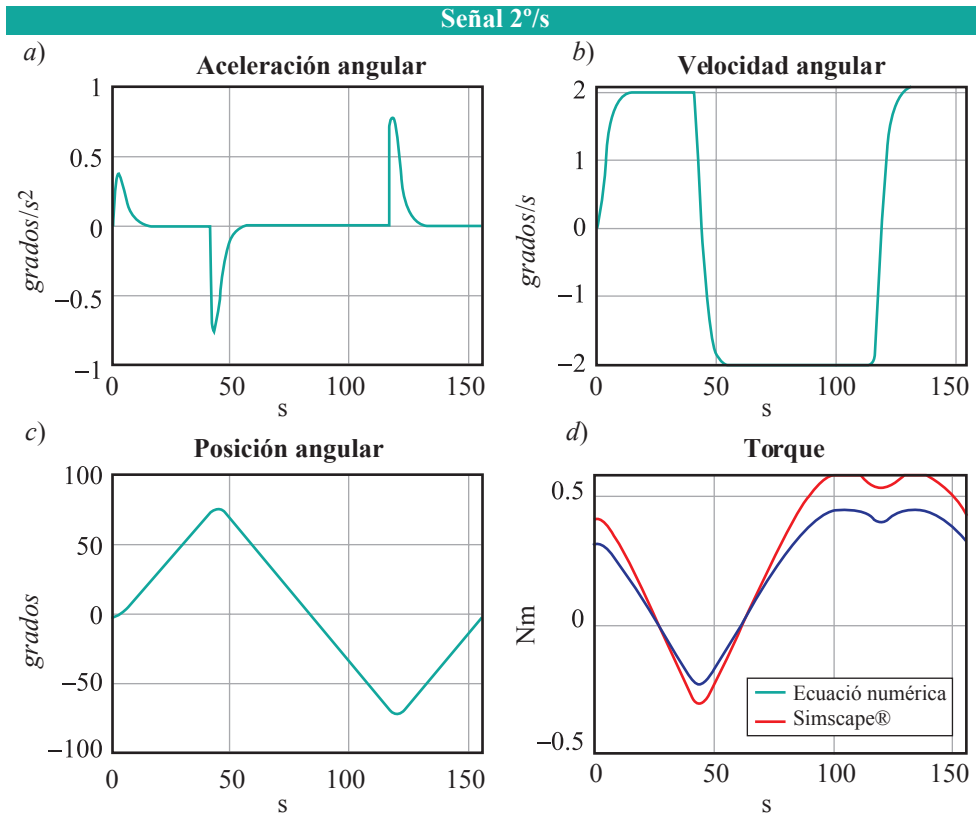 Señal 2º/s
a)
Aceleración angular
1
0.5
0
−0.5
−1
grados/s²
0
50
100
150
s
b)
Velocidad angular
2
1
0
−1
−2
grados/s
0
50
100
150
s
c)
Posición angular
100
50
0
−50
−100
grados
0
50
100
150
s
d)
Torque
0.5
0
−0.5
Nm
Ecuació numérica
Simscape®
0
50
100
150
s